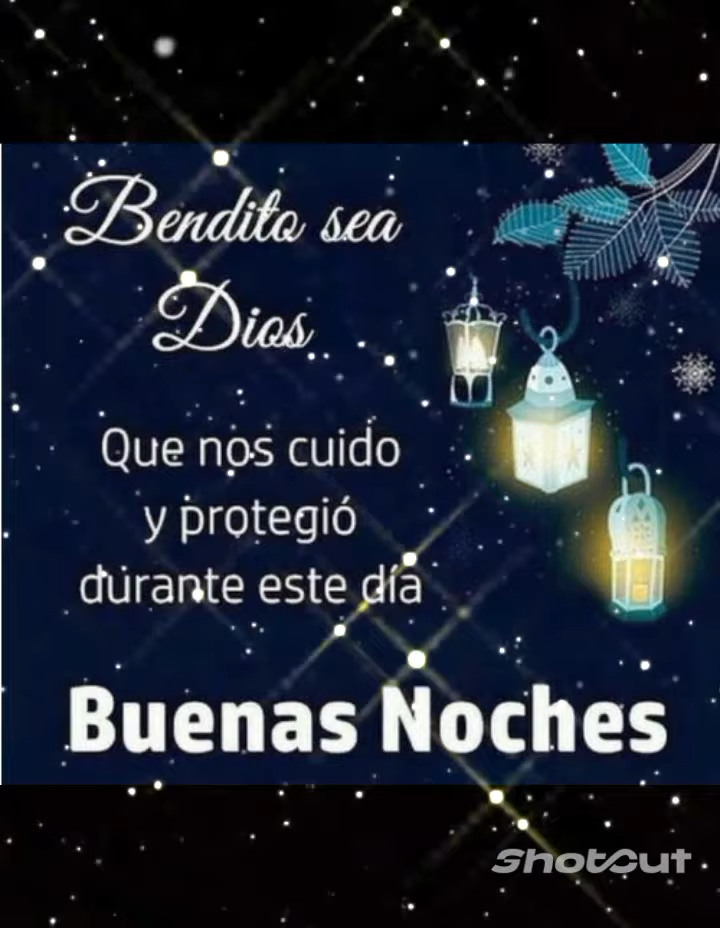 Bendito sea
Dios
Que nos cuido
y protegió
durante este día
Buenas Noches
ShotCut